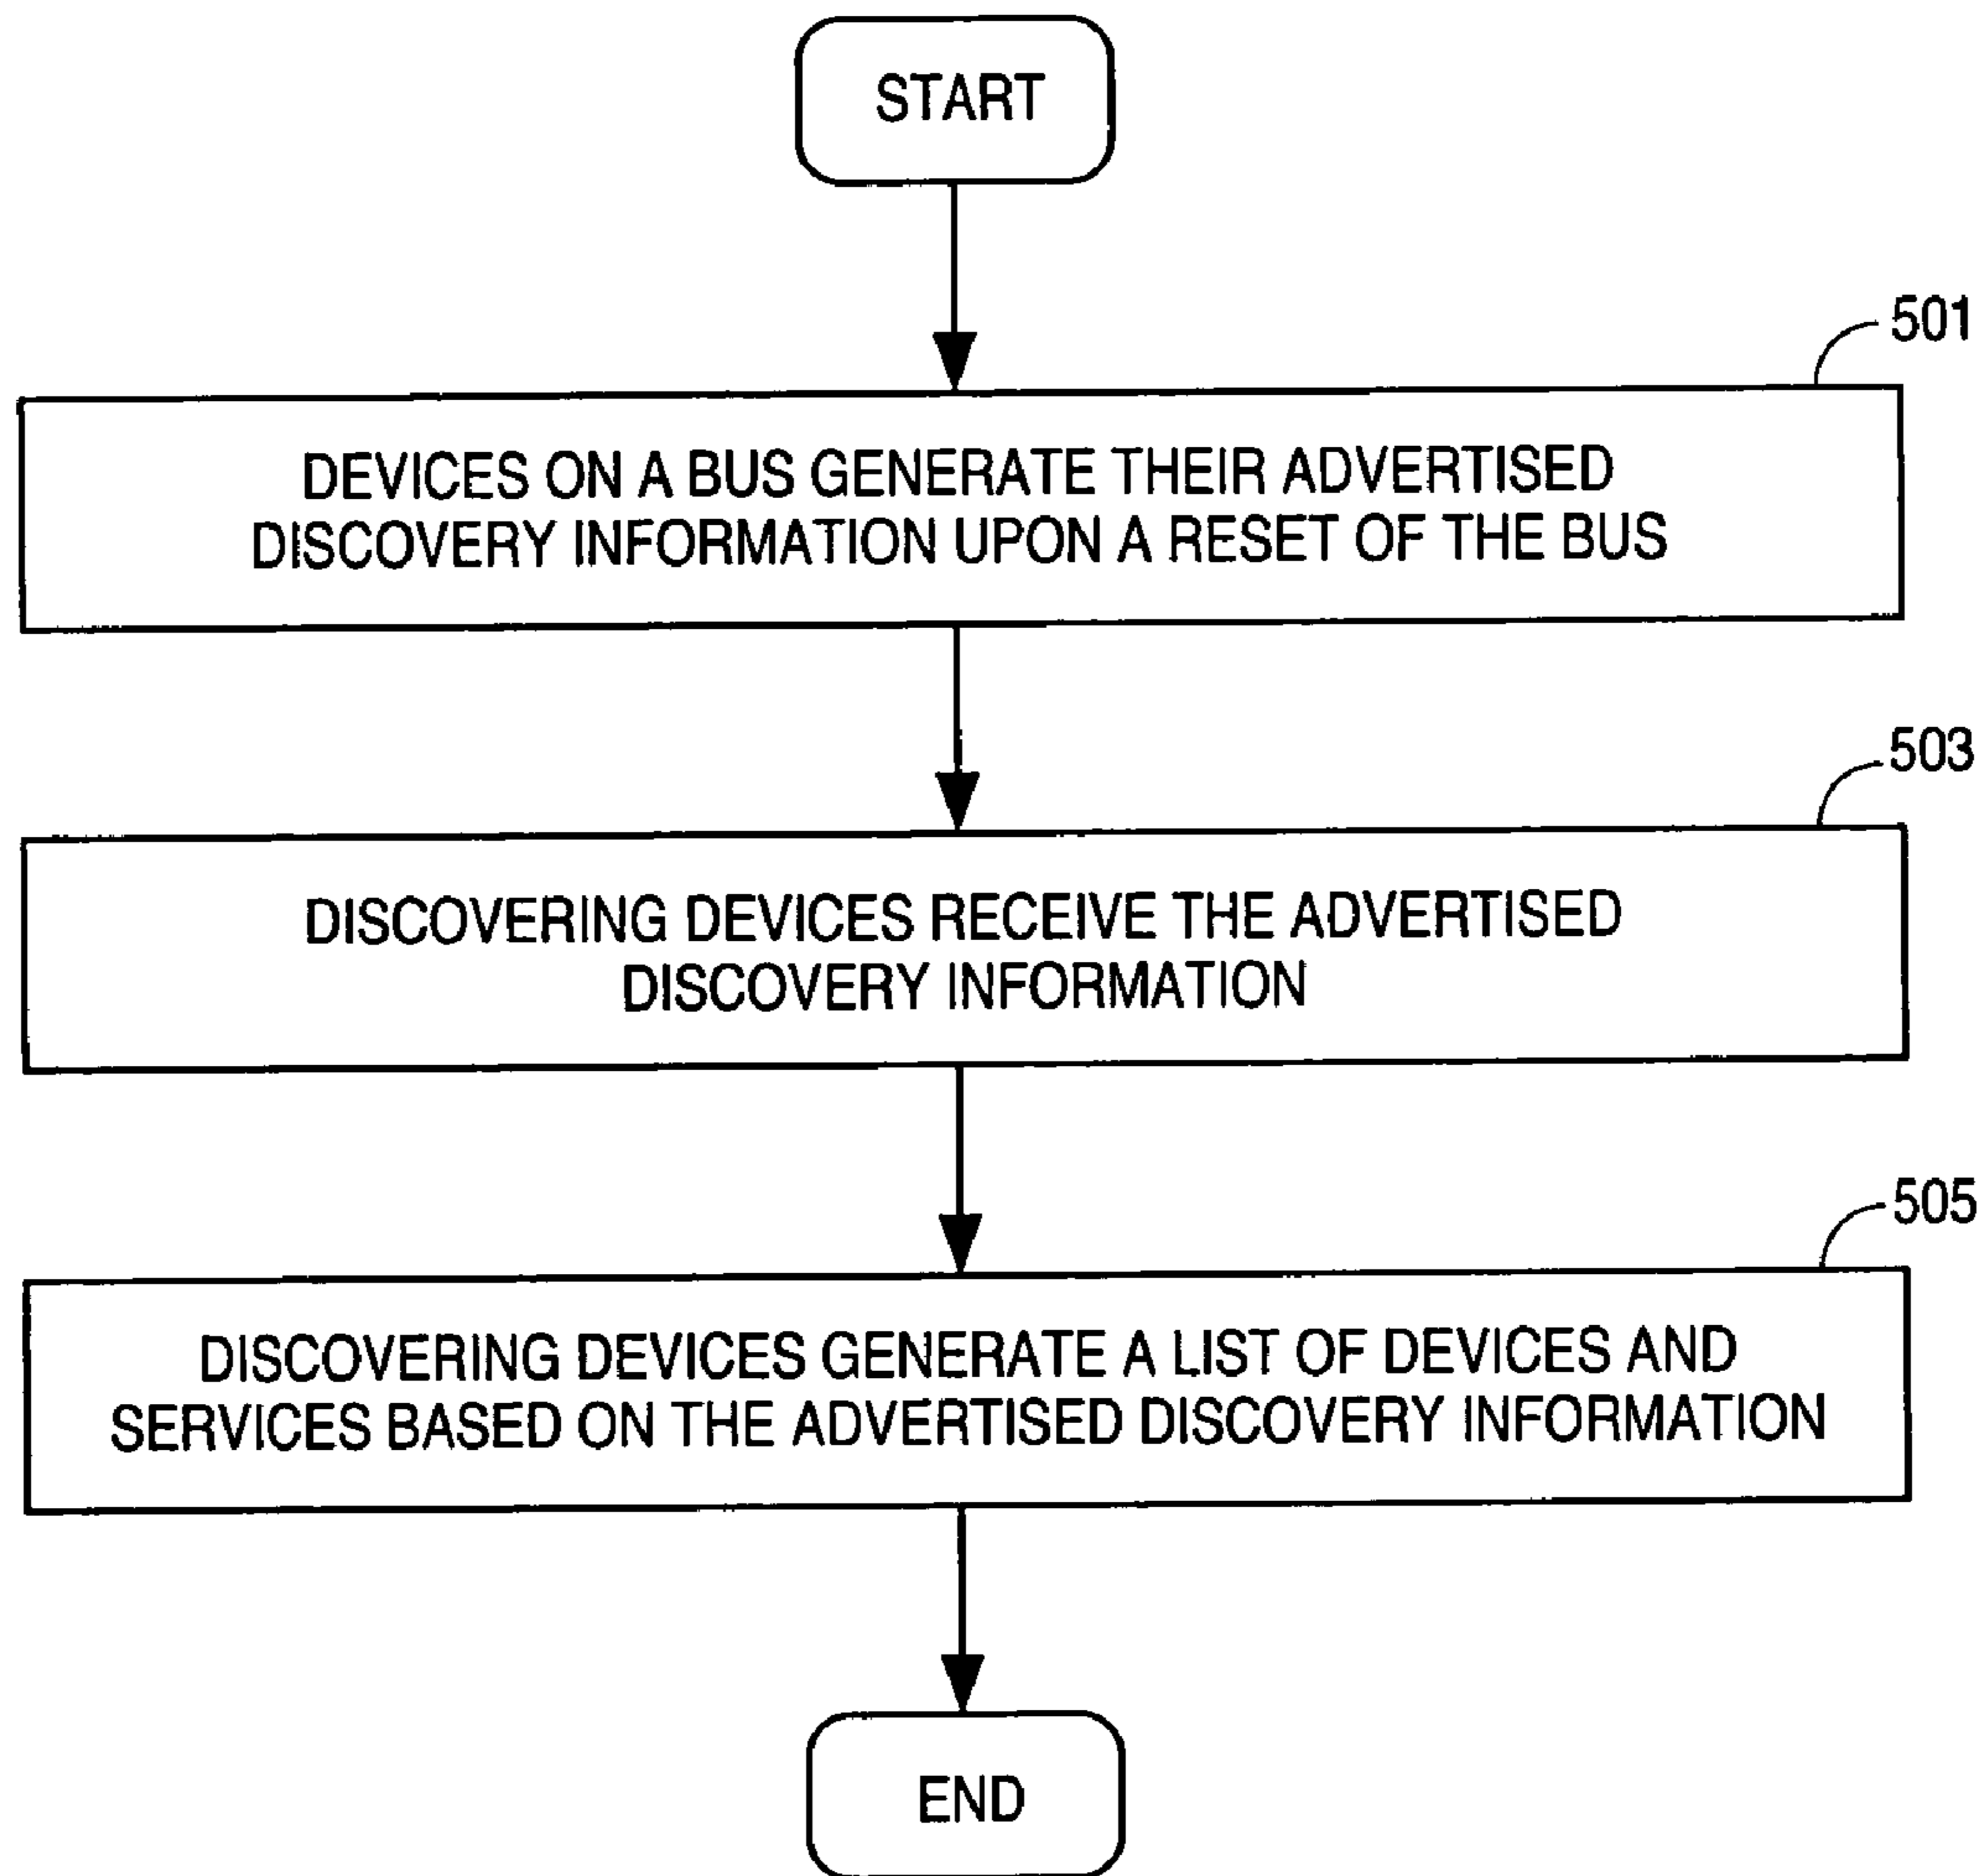 START
501
DEVICES ON A BUS GENERATE THEIR ADVERTISED
DISCOVERY INFORMATION UPON A RESET OF THE BUS
503
DISCOVERING DEVICES RECEIVE THE ADVERTISED
DISCOVERY INFORMATION
505
DISCOVERING DEVICES GENERATE A LIST OF DEVICES AND
SERVICES BASED ON THE ADVERTISED DISCOVERY INFORMATION
END